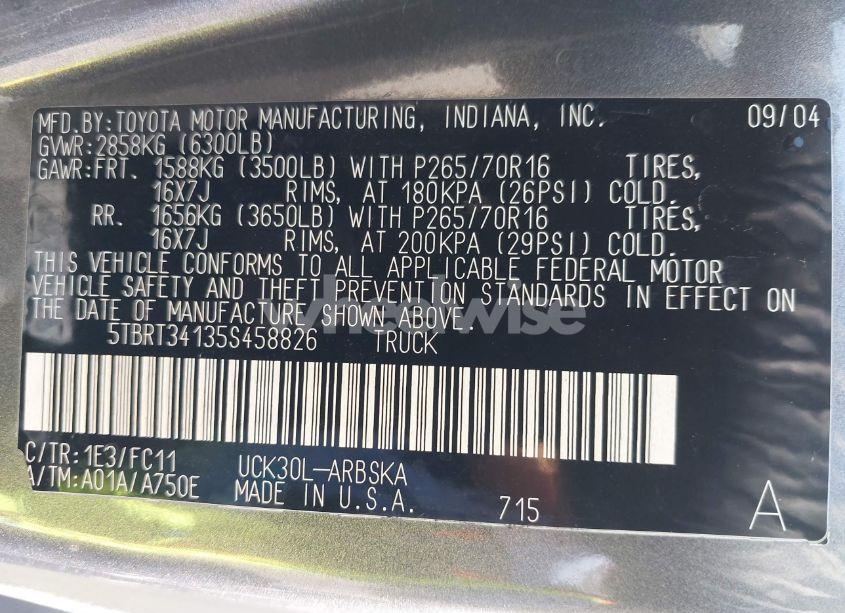 MFD.BY:TOYOTA MOTOR MANUFACTURING, INDIANA, INC. 09/04
GVWR:2858KG (6300LB)
GAWR:FRT. 1588KG (3500LB) WITH P265/70R16 TIRES,
16X7J RIMS, AT 180KPA (26PSI) COLD.
RR. 1656KG (3650LB) WITH P265/70R16 TIRES,
16X7J RIMS, AT 200KPA (29PSI) COLD.
THIS VEHICLE CONFORMS TO ALL APPLICABLE FEDERAL MOTOR
VEHICLE SAFETY AND THEFT PREVENTION STANDARDS IN EFFECT ON
THE DATE OF MANUFACTURE SHOWN ABOVE.
wheelwise
5TBRT34135S458826 TRUCK
C/TR:1E3/FC11 UCK30L-ARBSKA
A/TM:A01A/A750E MADE IN U.S.A. 715 A